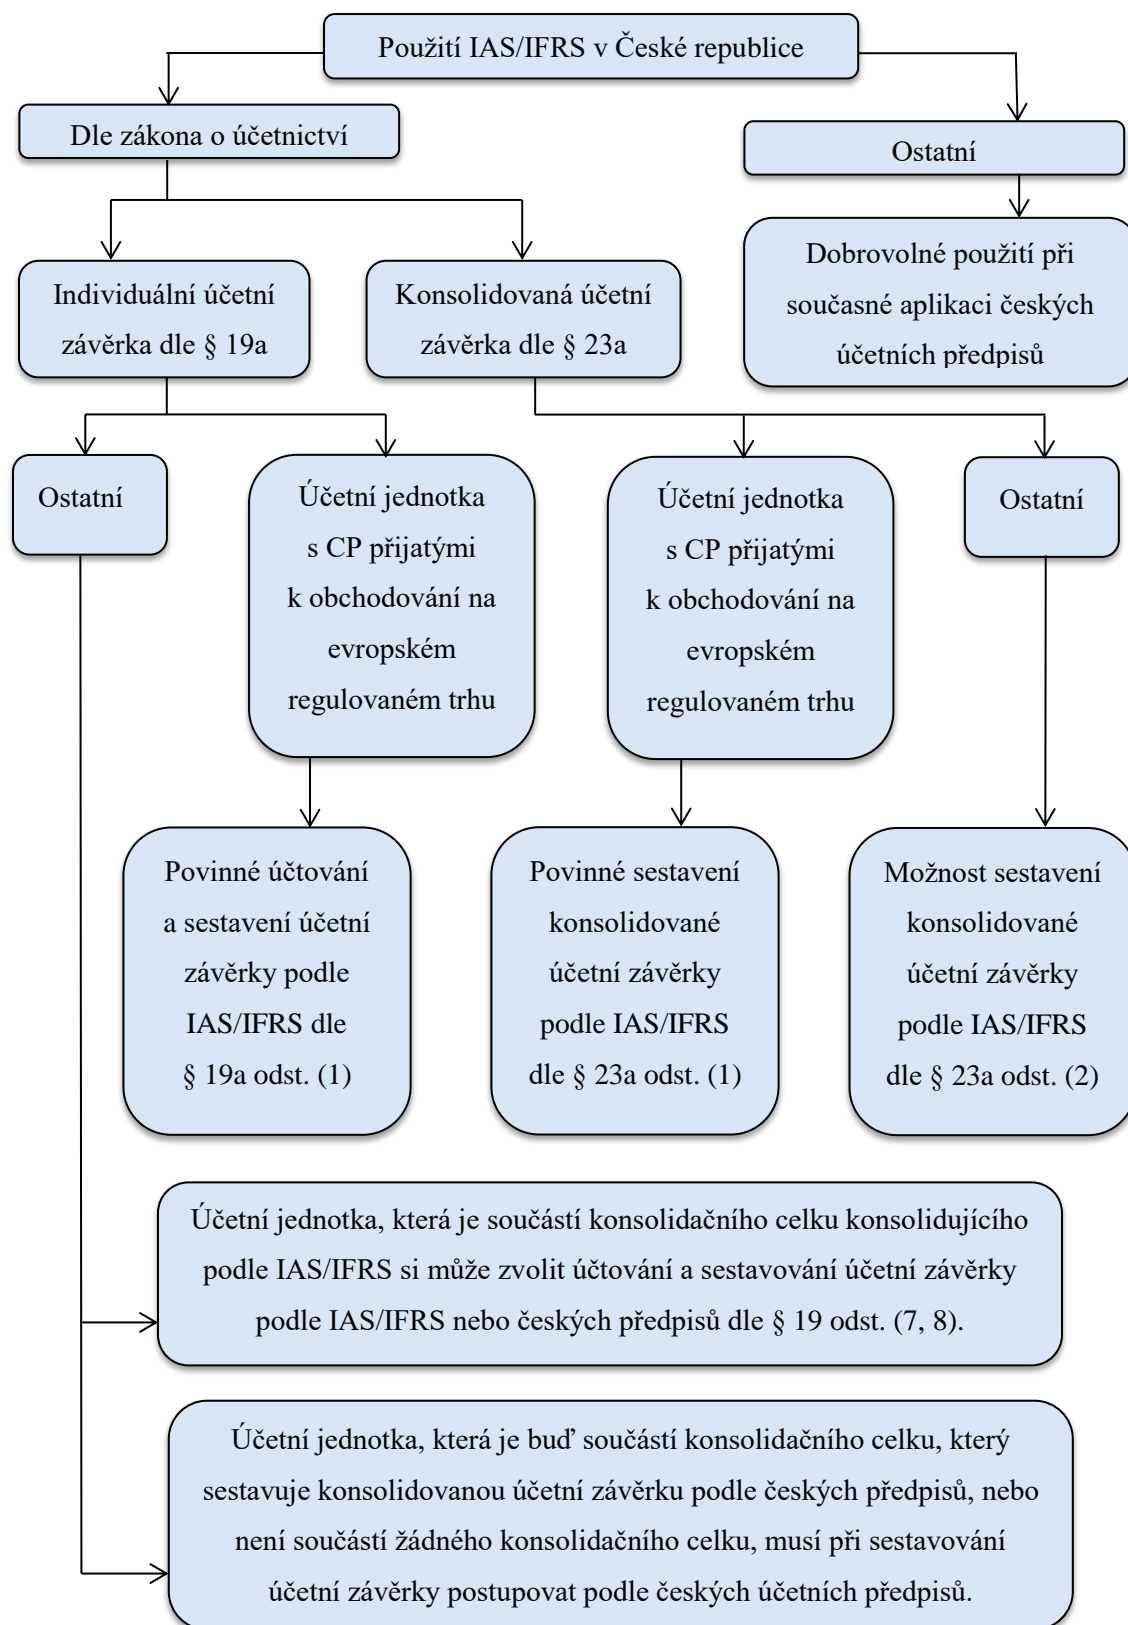 Použití IAS/IFRS v České republice
Dle zákona o účetnictví
Ostatní
Dobrovolné použití při
současné aplikaci českých
účetních předpisů
Individuální účetní
závěrka dle § 19a
Konsolidovaná účetní
závěrka dle § 23a
Ostatní
Účetní jednotka
s CP přijatými
k obchodování na
evropském
regulovaném trhu
Účetní jednotka
s CP přijatými
k obchodování na
evropském
regulovaném trhu
Ostatní
Povinné účtování
a sestavení účetní
závěrky podle
IAS/IFRS dle
§ 19a odst. (1)
Povinné sestavení
konsolidované
účetní závěrky
podle IAS/IFRS
dle § 23a odst. (1)
Možnost sestavení
konsolidované
účetní závěrky
podle IAS/IFRS
dle § 23a odst. (2)
Účetní jednotka, která je součástí konsolidačního celku konsolidujícího
podle IAS/IFRS si může zvolit účtování a sestavování účetní závěrky
podle IAS/IFRS nebo českých předpisů dle § 19 odst. (7, 8).
Účetní jednotka, která je buď součástí konsolidačního celku, který
sestavuje konsolidovanou účetní závěrku podle českých předpisů, nebo
není součástí žádného konsolidačního celku, musí při sestavování
účetní závěrky postupovat podle českých účetních předpisů.